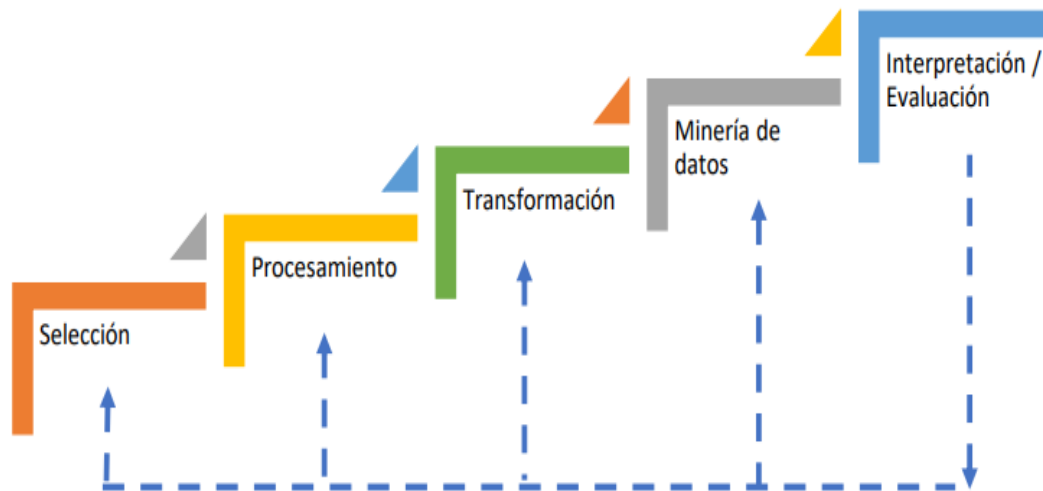 Selección
Procesamiento
Transformación
Minería de
datos
Interpretación /
Evaluación